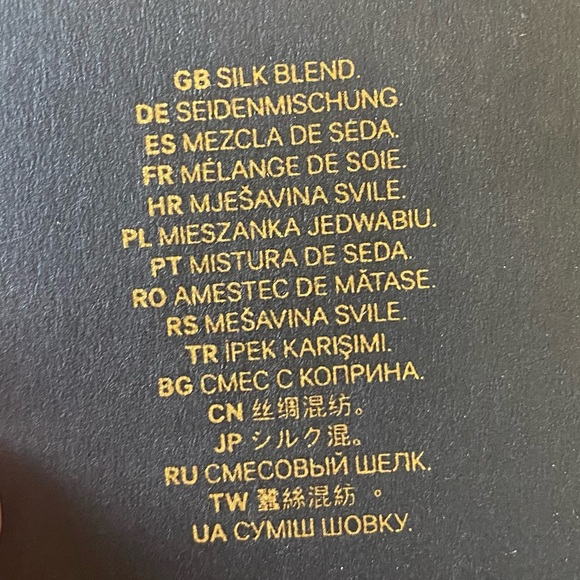 GB SILK BLEND.
DE SEIDENMISCHUNG.
ES MEZCLA DE SEDA.
FR MÉLANGE DE SOIE.
HR MJEŠAVINA SVILE.
PL MIESZANKA JEDWABIU.
PT MISTURA DE SEDA.
RO AMESTEC DE MĂTASE.
RS MEŠAVINA SVILE.
TR İPEK KARIŞIMI.
BG СМЕС С КОПРИНА.
CN 丝绸混纺。
JP シルク混。
RU СМЕСОВЫЙ ШЕЛК.
TW 蠶絲混紡 。
UA СУМІШ ШОВКУ.